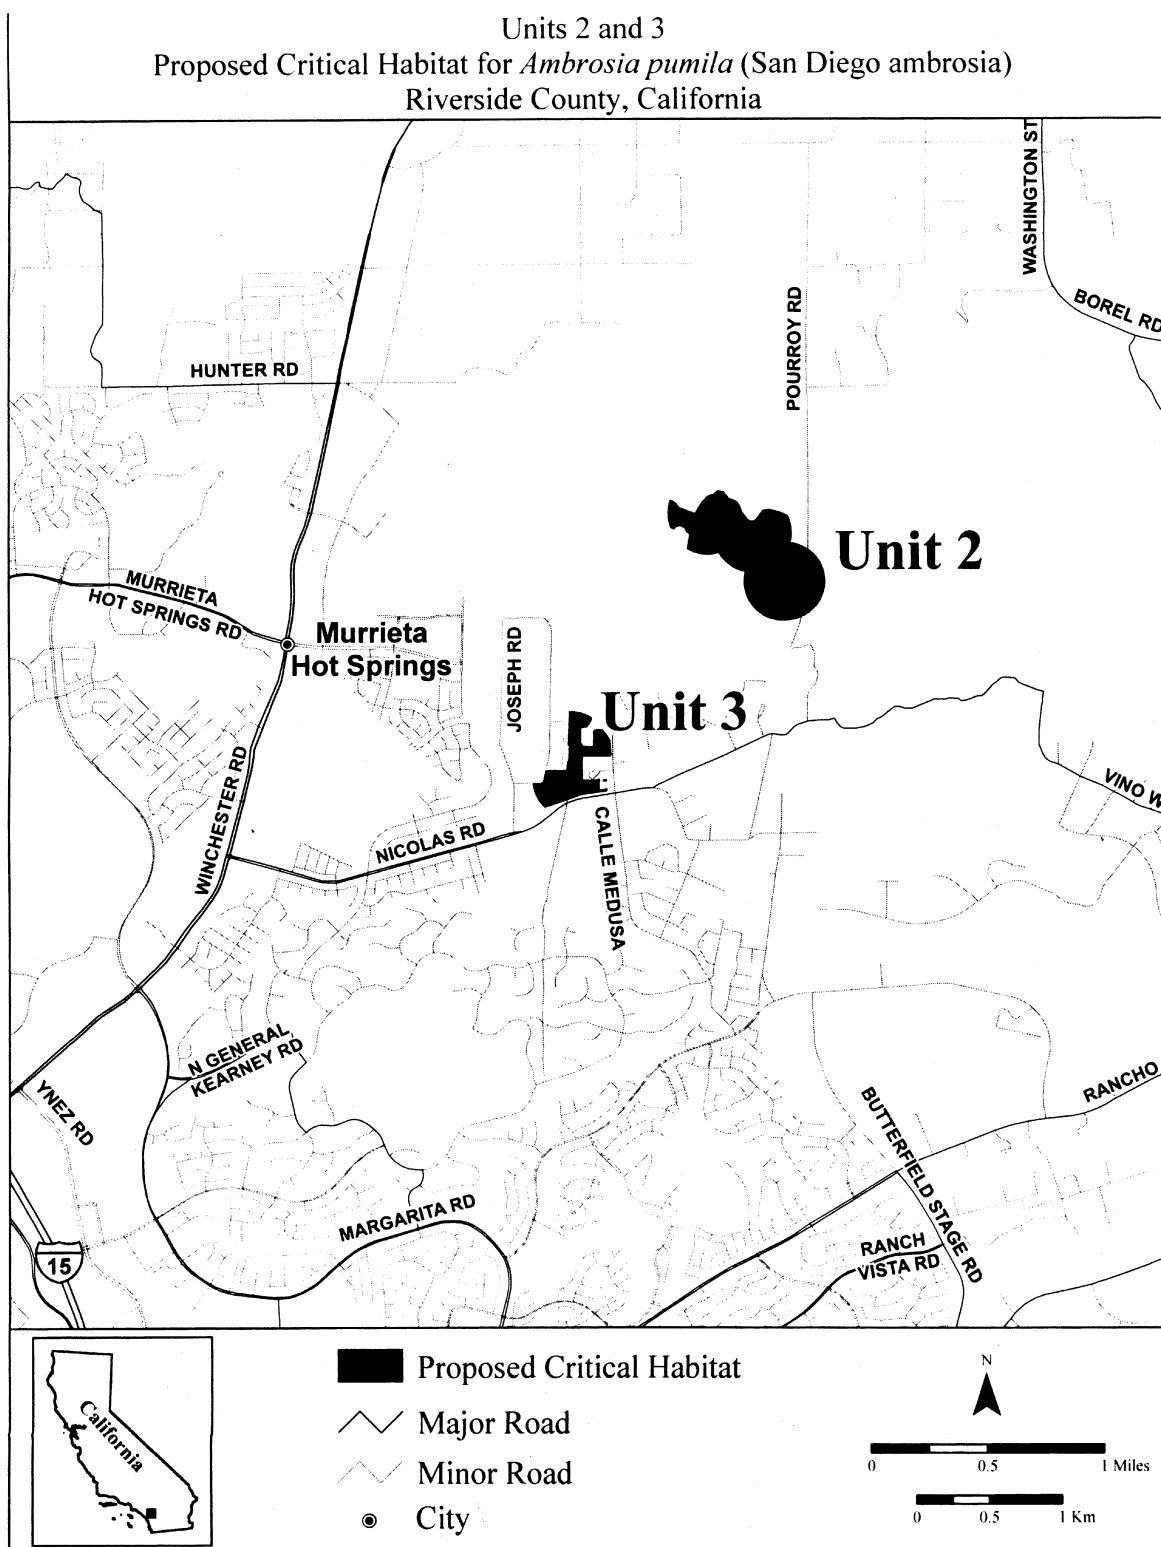 Units 2 and 3
Proposed Critical Habitat for Ambrosia pumila (San Diego ambrosia)
Riverside County, California
WASHINGTON ST
BOREL RD
POURROY RD
HUNTER RD
Unit 2
MURRIETA
HOT SPRINGS RD
Murrieta
Hot Springs
JOSEPH RD
Unit 3
WINCHESTER RD
NICOLAS RD
CALLE MEDUSA
VINO W
N GENERAL
KEARNEY RD
YNEZ RD
RANCHO
BUTTERFIELD STAGE RD
MARGARITA RD
RANCH
VISTA RD
15
California
Proposed Critical Habitat
Major Road
Minor Road
City
N
0 0.5 1 Miles
0 0.5 1 Km